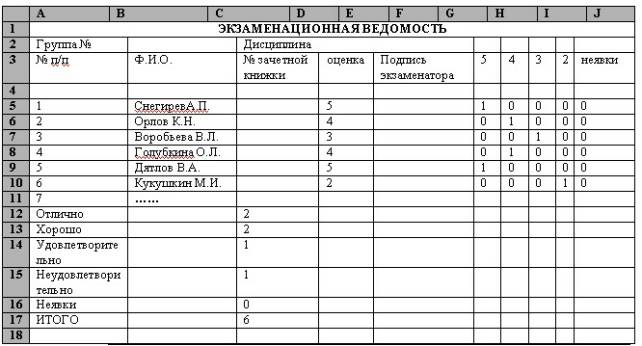 A B C D E F G H I J
1 ЭКЗАМЕНАЦИОННАЯ ВЕДОМОСТЬ
2 Группа № Дисциплина
3 № п/п Ф.И.О. № зачетной книжки оценка Подпись экзаменатора 5 4 3 2 неявки
4
5 1 СнегиревА.П. 5 1 0 0 0 0
6 2 Орлов К.Н. 4 0 1 0 0 0
7 3 Воробьева В.Л. 3 0 0 1 0 0
8 4 Голубкина О.Л. 4 0 1 0 0 0
9 5 Дятлов В.А. 5 1 0 0 0 0
10 6 Кукушкин М.И. 2 0 0 0 1 0
11 7 ......
12 Отлично 2
13 Хорошо 2
14 Удовлетворите 1
льно
15 Неудовлетвори 1
тельно
16 Неявки 0
17 ИТОГО 6
18